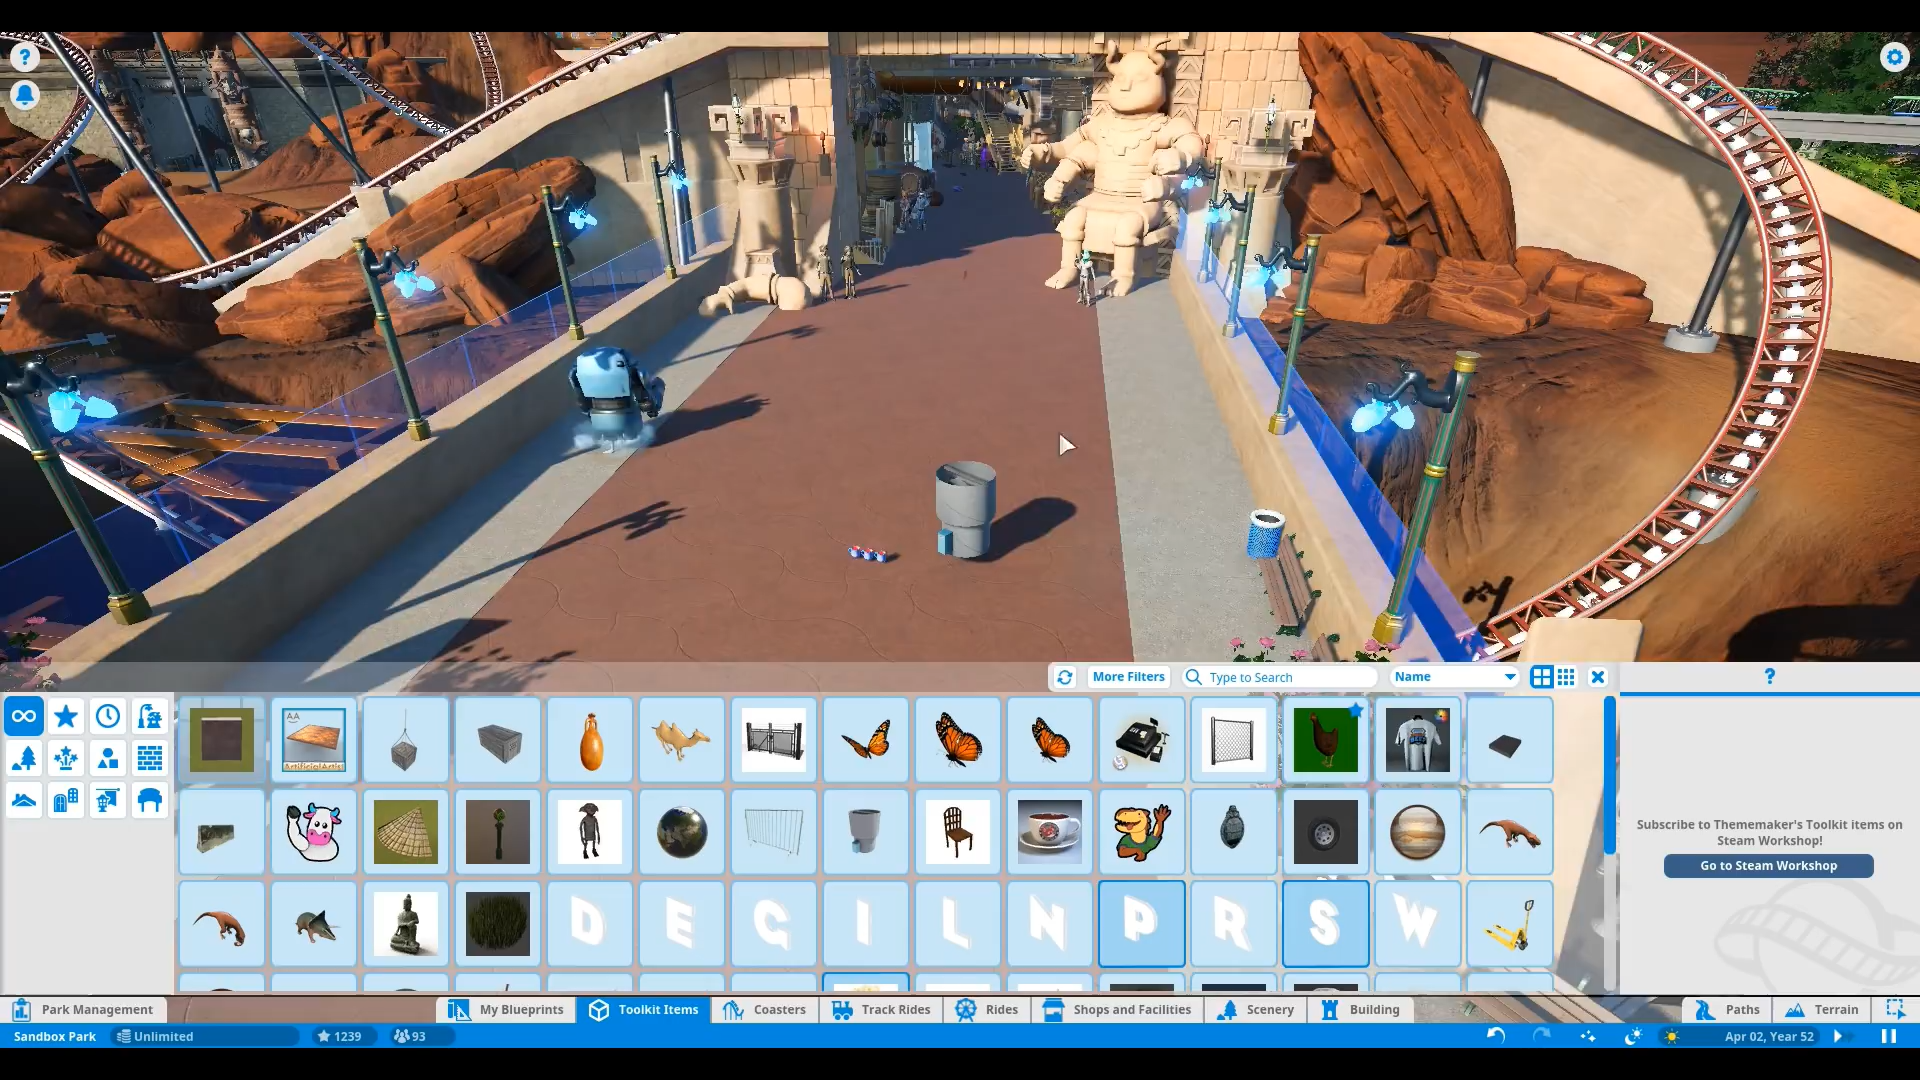 ?
More Filters
Type to Search
Name
?
AA
ArtificialArtist
Subscribe to Thememaker's Toolkit items on
Steam Workshop!
Go to Steam Workshop
D E G I L N P R S W
Park Management
My Blueprints
Toolkit Items
Coasters
Track Rides
Rides
Shops and Facilities
Scenery
Building
Paths
Terrain
Sandbox Park
Unlimited
1239
93
Apr 02, Year 52